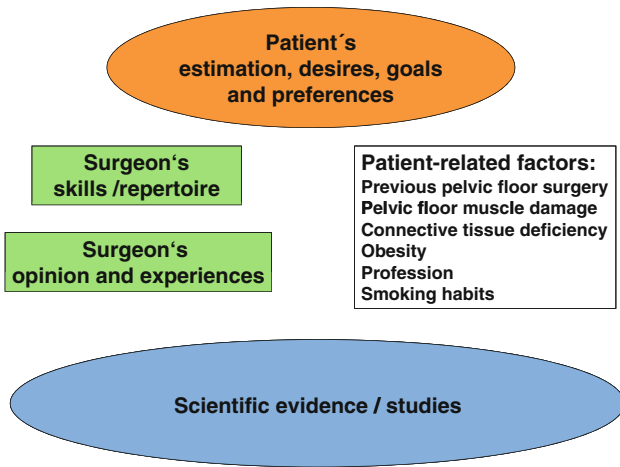 Patient´s
estimation, desires, goals
and preferences
Surgeon‘s
skills /repertoire
Surgeon‘s
opinion and experiences
Patient-related factors:
Previous pelvic floor surgery
Pelvic floor muscle damage
Connective tissue deficiency
Obesity
Profession
Smoking habits
Scientific evidence / studies